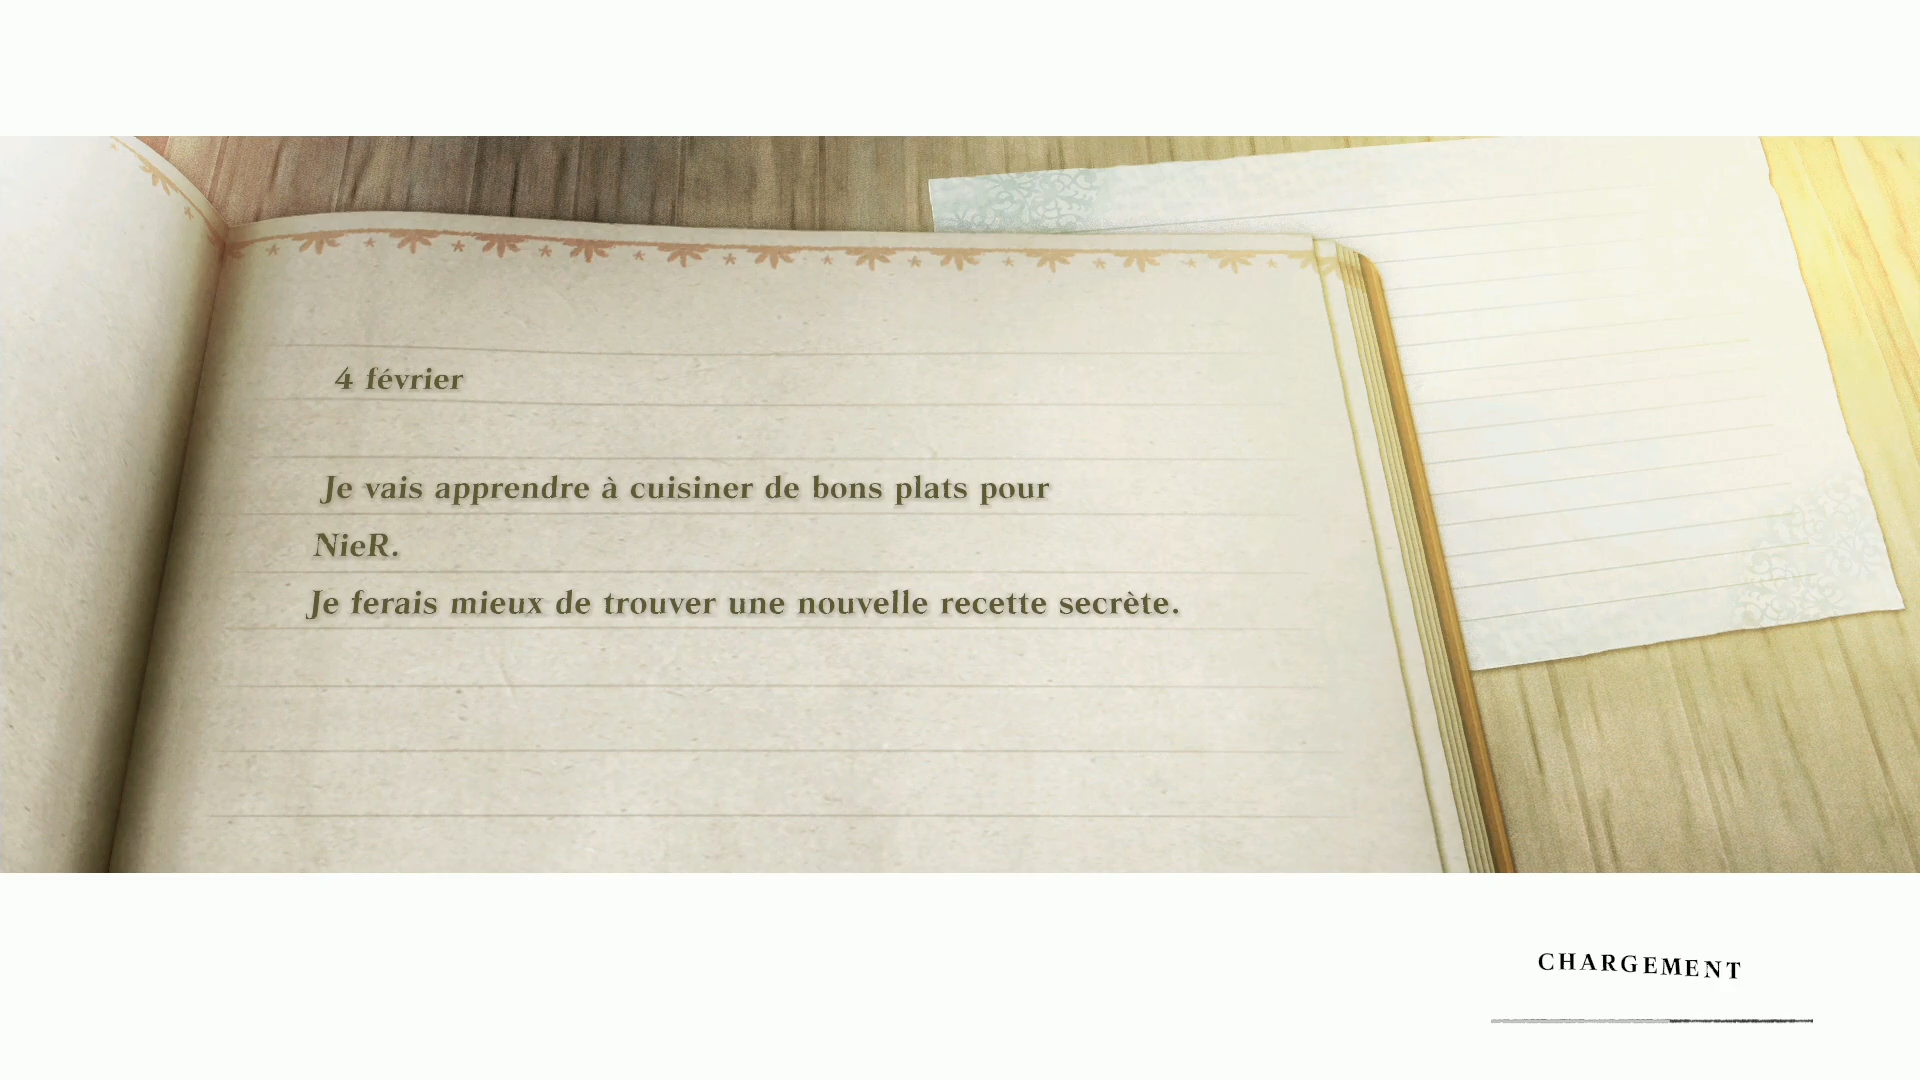 4 février
Je vais apprendre à cuisiner de bons plats pour
NieR.
Je ferais mieux de trouver une nouvelle recette secrète.
CHARGEMENT